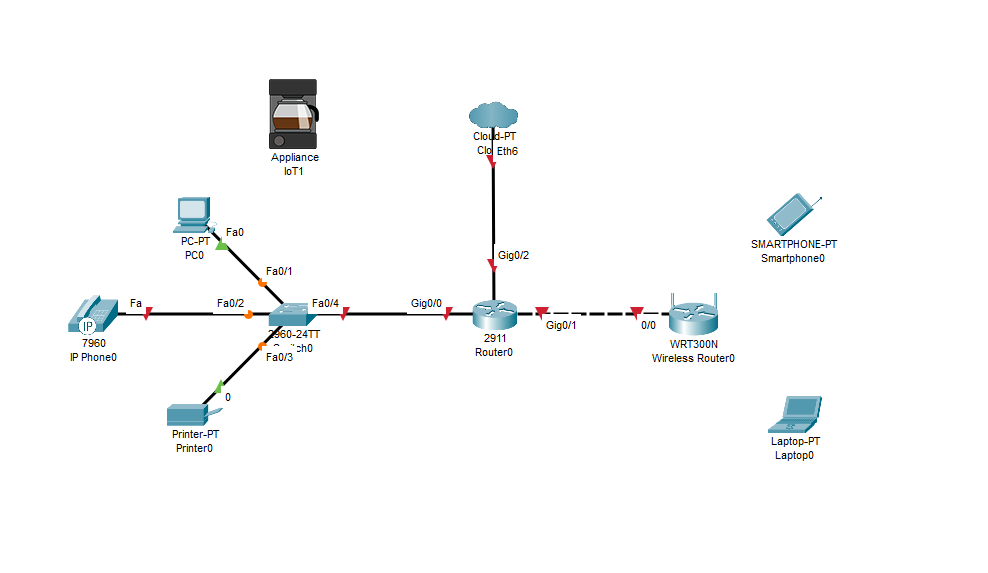 Appliance
IoT1
Cloud-PT
Clo
Eth6
PC-PT
PC0
Fa0
Fa0/1
SMARTPHONE-PT
Smartphone0
Gig0/2
Fa
Fa0/2
Fa0/4
Gig0/0
IP
7960
IP Phone0
2960-24TT
Fa0/3
2911
Router0
Gig0/1
0/0
WRT300N
Wireless Router0
0
Printer-PT
Printer0
Laptop-PT
Laptop0